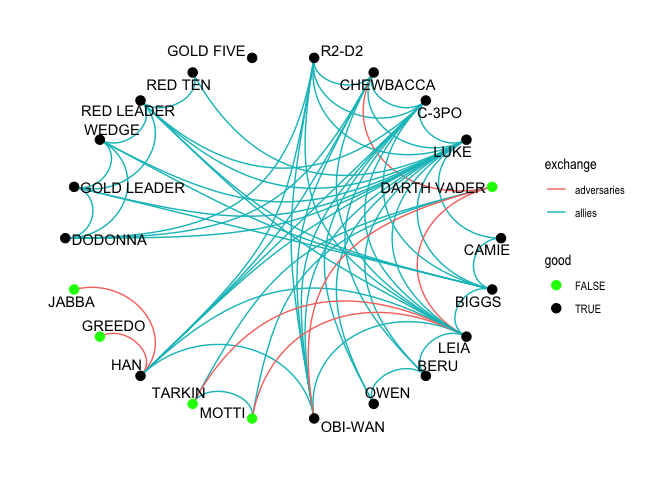 GOLD FIVE
R2-D2
RED TEN
CHEWBACCA
RED LEADER
C-3PO
WEDGE
LUKE
GOLD LEADER
DARTH VADER
DODONNA
CAMIE
JABBA
BIGGS
GREEDO
LEIA
HAN
BERU
TARKIN
OWEN
MOTTI
OBI-WAN
exchange
adversaries
allies
good
FALSE
TRUE